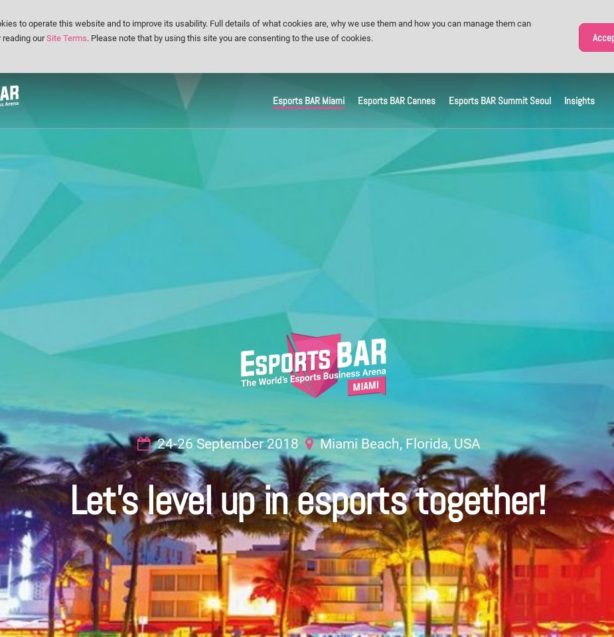 kies to operate this website and to improve its usability. Full details of what cookies are, why we use them and how you can manage them can
reading our Site Terms. Please note that by using this site you are consenting to the use of cookies.
Accep
BAR
Esports BAR Miami Esports BAR Cannes Esports BAR Summit Seoul Insights
ess Arena
ESPORTS BAR
The World's Esports Business Arena
MIAMI
24-26 September 2018 Miami Beach, Florida, USA
Let's level up in esports together!